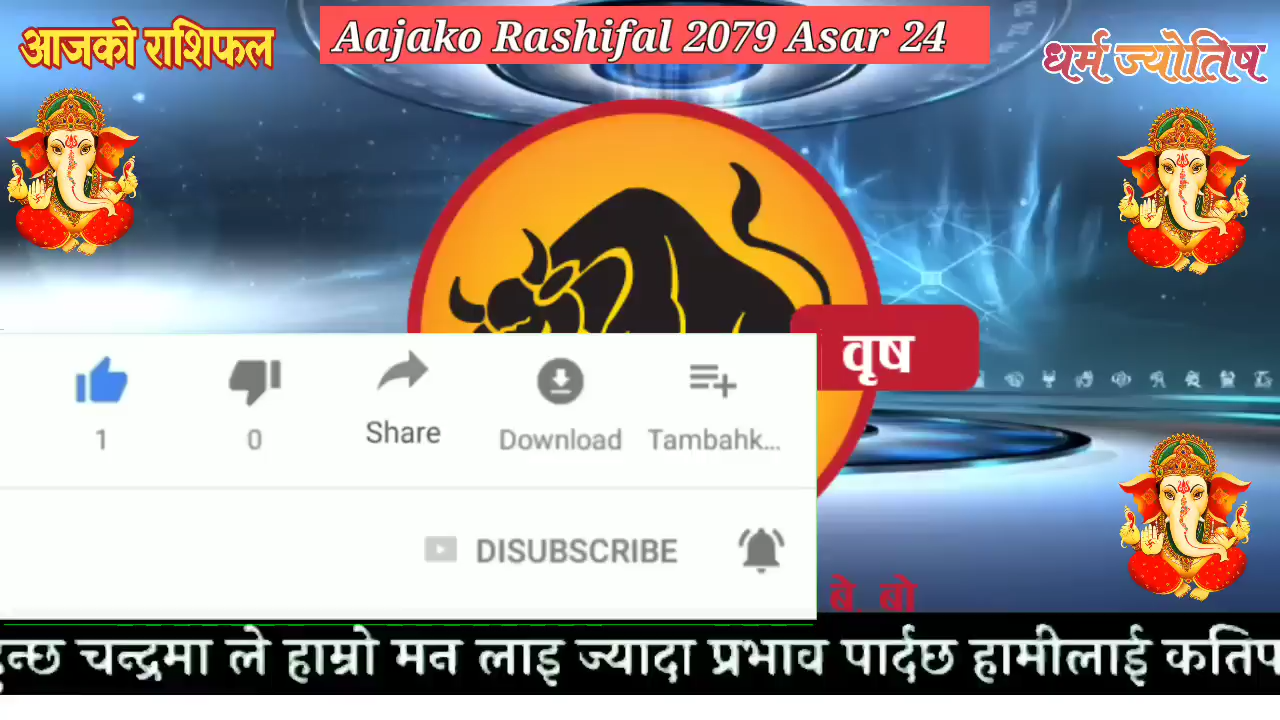 आजको राशिफल
Aajako Rashifal 2079 Asar 24
धर्म ज्योतिष
वृष
1 0 Share Download Tambahk...
DISUBSCRIBE
बे, बो
चन्द्रमा ले हाम्रो मन लाइ ज्यादा प्रभाव पार्दछ हामीलाई